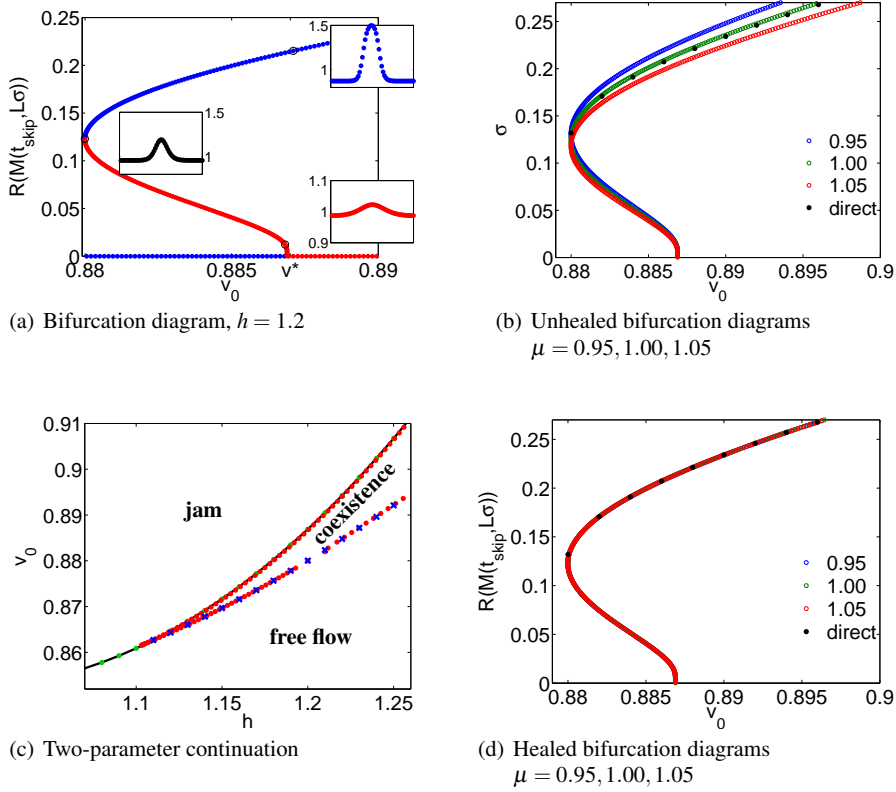 R(M(t_skip,Lσ))
0.2
0.15
0.1
0.05
0
0.88
0.885
v*
0.89
v_0
1.5
1
1.5
1
1.1
1
0.9
(a) Bifurcation diagram, h = 1.2
σ
0.25
0.2
0.15
0.1
0.05
0
0.88
0.885
0.89
0.895
0.9
v_0
0.95
1.00
1.05
direct
(b) Unhealed bifurcation diagrams
μ = 0.95, 1.00, 1.05
v_0
0.91
0.9
0.89
0.88
0.87
0.86
1.1
1.15
1.2
1.25
h
jam
coexistence
free flow
(c) Two-parameter continuation
R(M(t_skip,Lσ))
0.25
0.2
0.15
0.1
0.05
0
0.88
0.885
0.89
0.895
0.9
v_0
0.95
1.00
1.05
direct
(d) Healed bifurcation diagrams
μ = 0.95, 1.00, 1.05